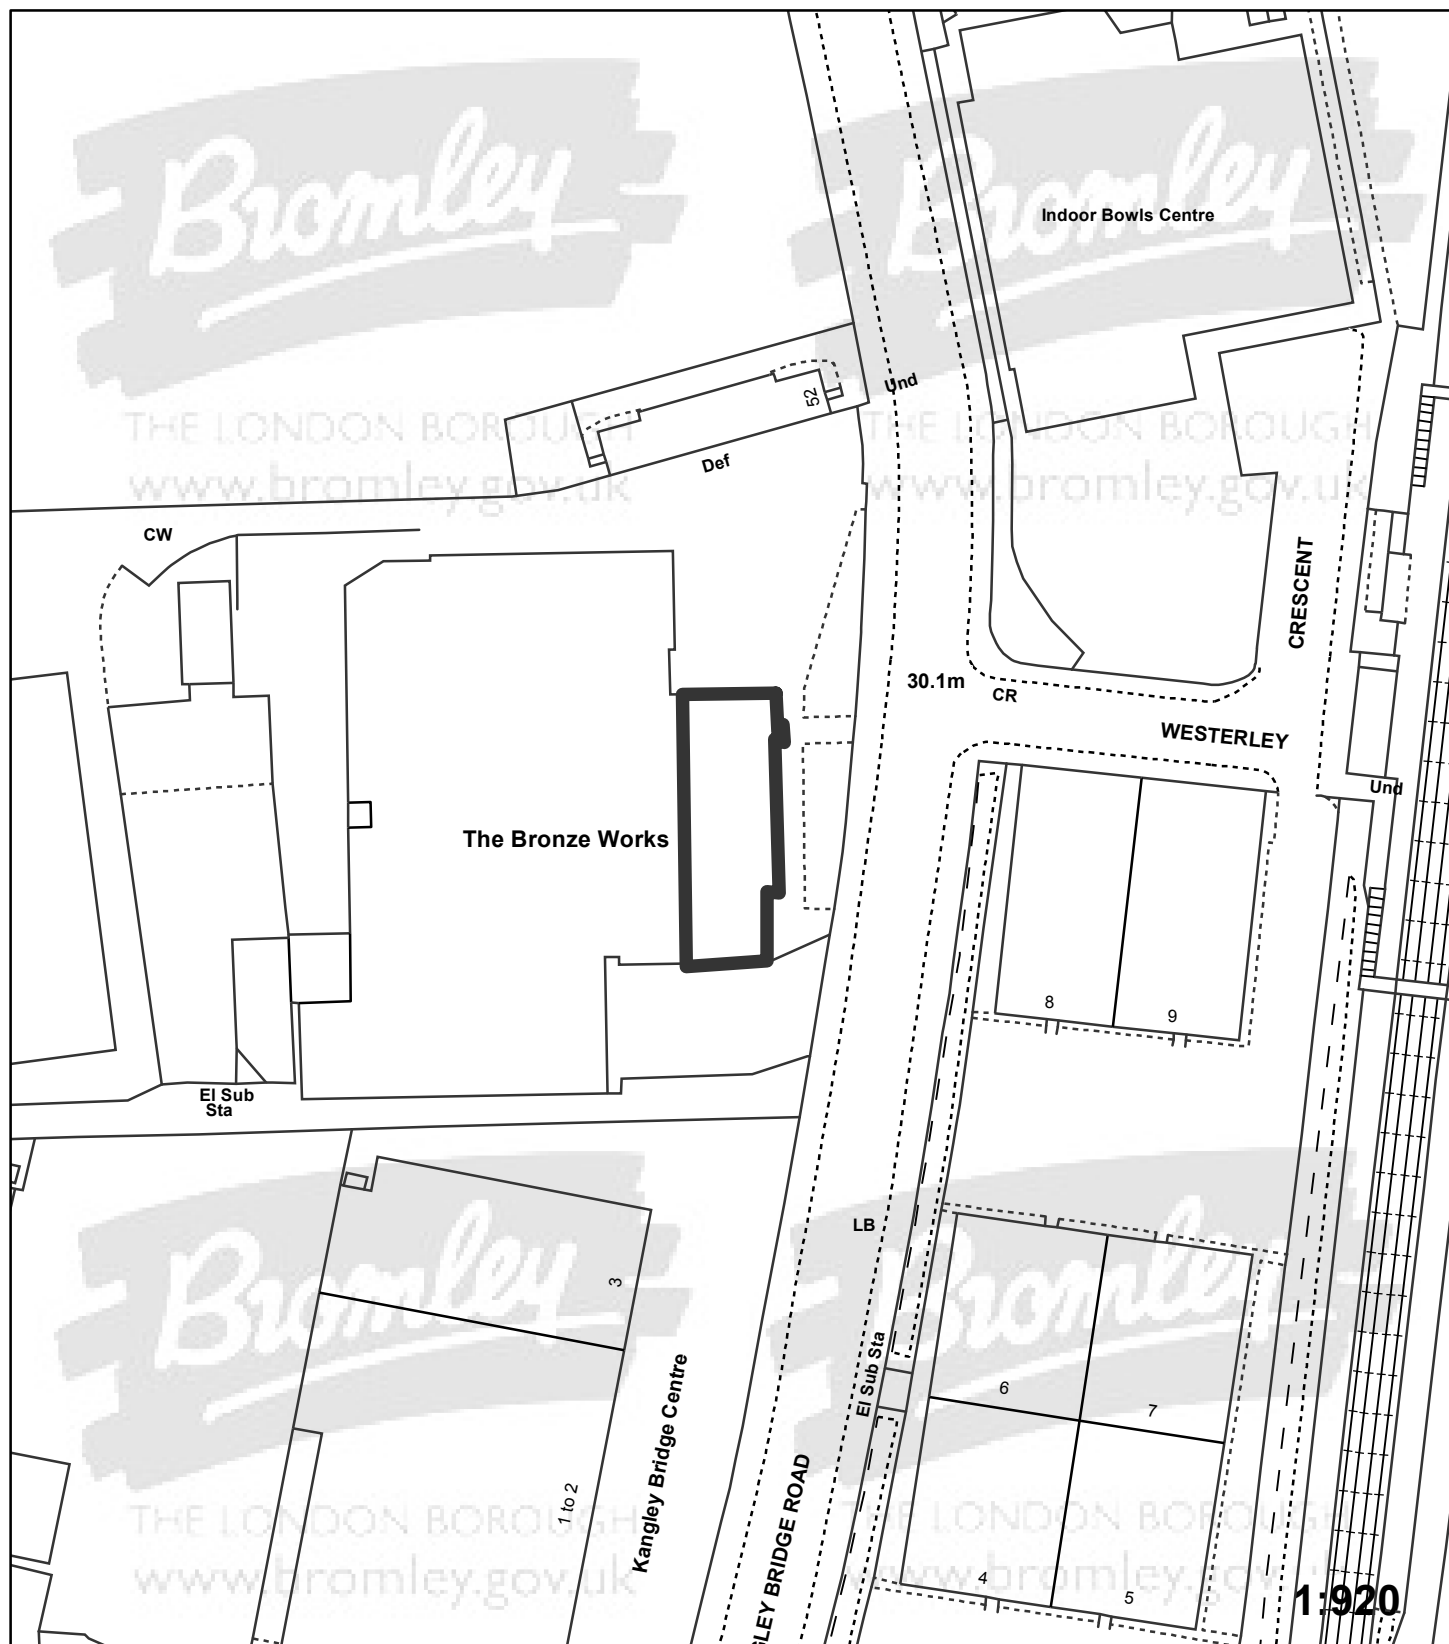 Bromley
THE LONDON BOROUGH
www.bromley.gov.uk
Bromley
THE LONDON BOROUGH
www.bromley.gov.uk
Indoor Bowls Centre
Und
52
Def
CW
CRESCENT
30.1m
CR
WESTERLEY
Und
The Bronze Works
8
9
El Sub
Sta
LB
3
El Sub Sta
6
7
Kangley Bridge Centre
1 to 2
GLEY BRIDGE ROAD
4
5
Bromley
THE LONDON BOROUGH
www.bromley.gov.uk
Bromley
THE LONDON BOROUGH
www.bromley.gov.uk
1:920